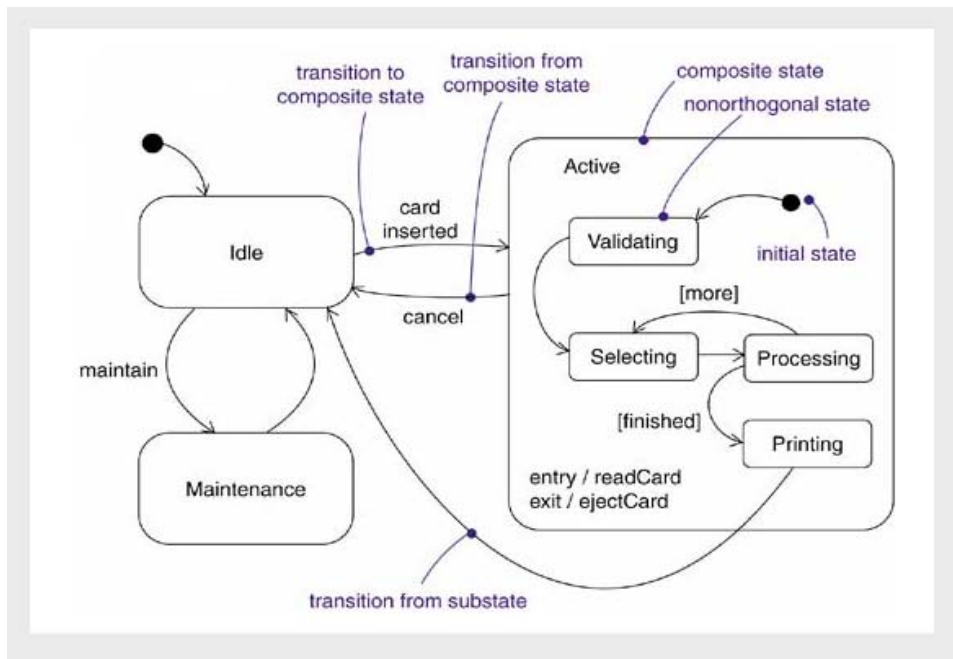 transition to
composite state
transition from
composite state
composite state
nonorthogonal state
Active
card
inserted
Idle
Validating
initial state
cancel
[more]
Selecting
Processing
maintain
[finished]
Printing
Maintenance
entry / readCard
exit / ejectCard
transition from substate